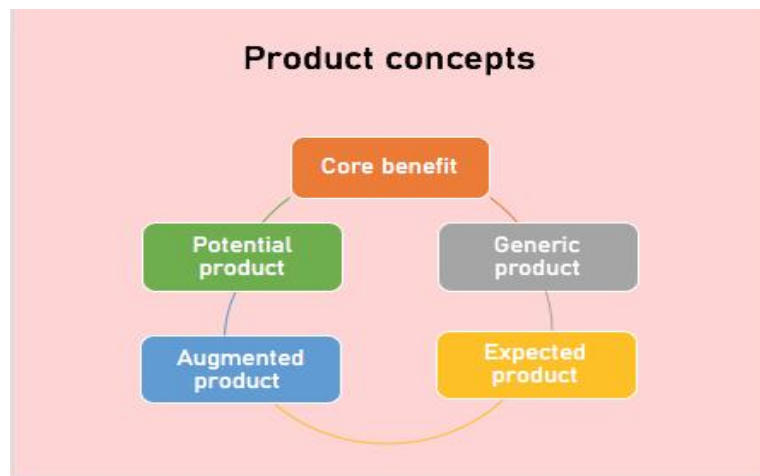 Product concepts
Core benefit
Potential
product
Generic
product
Augmented
product
Expected
product